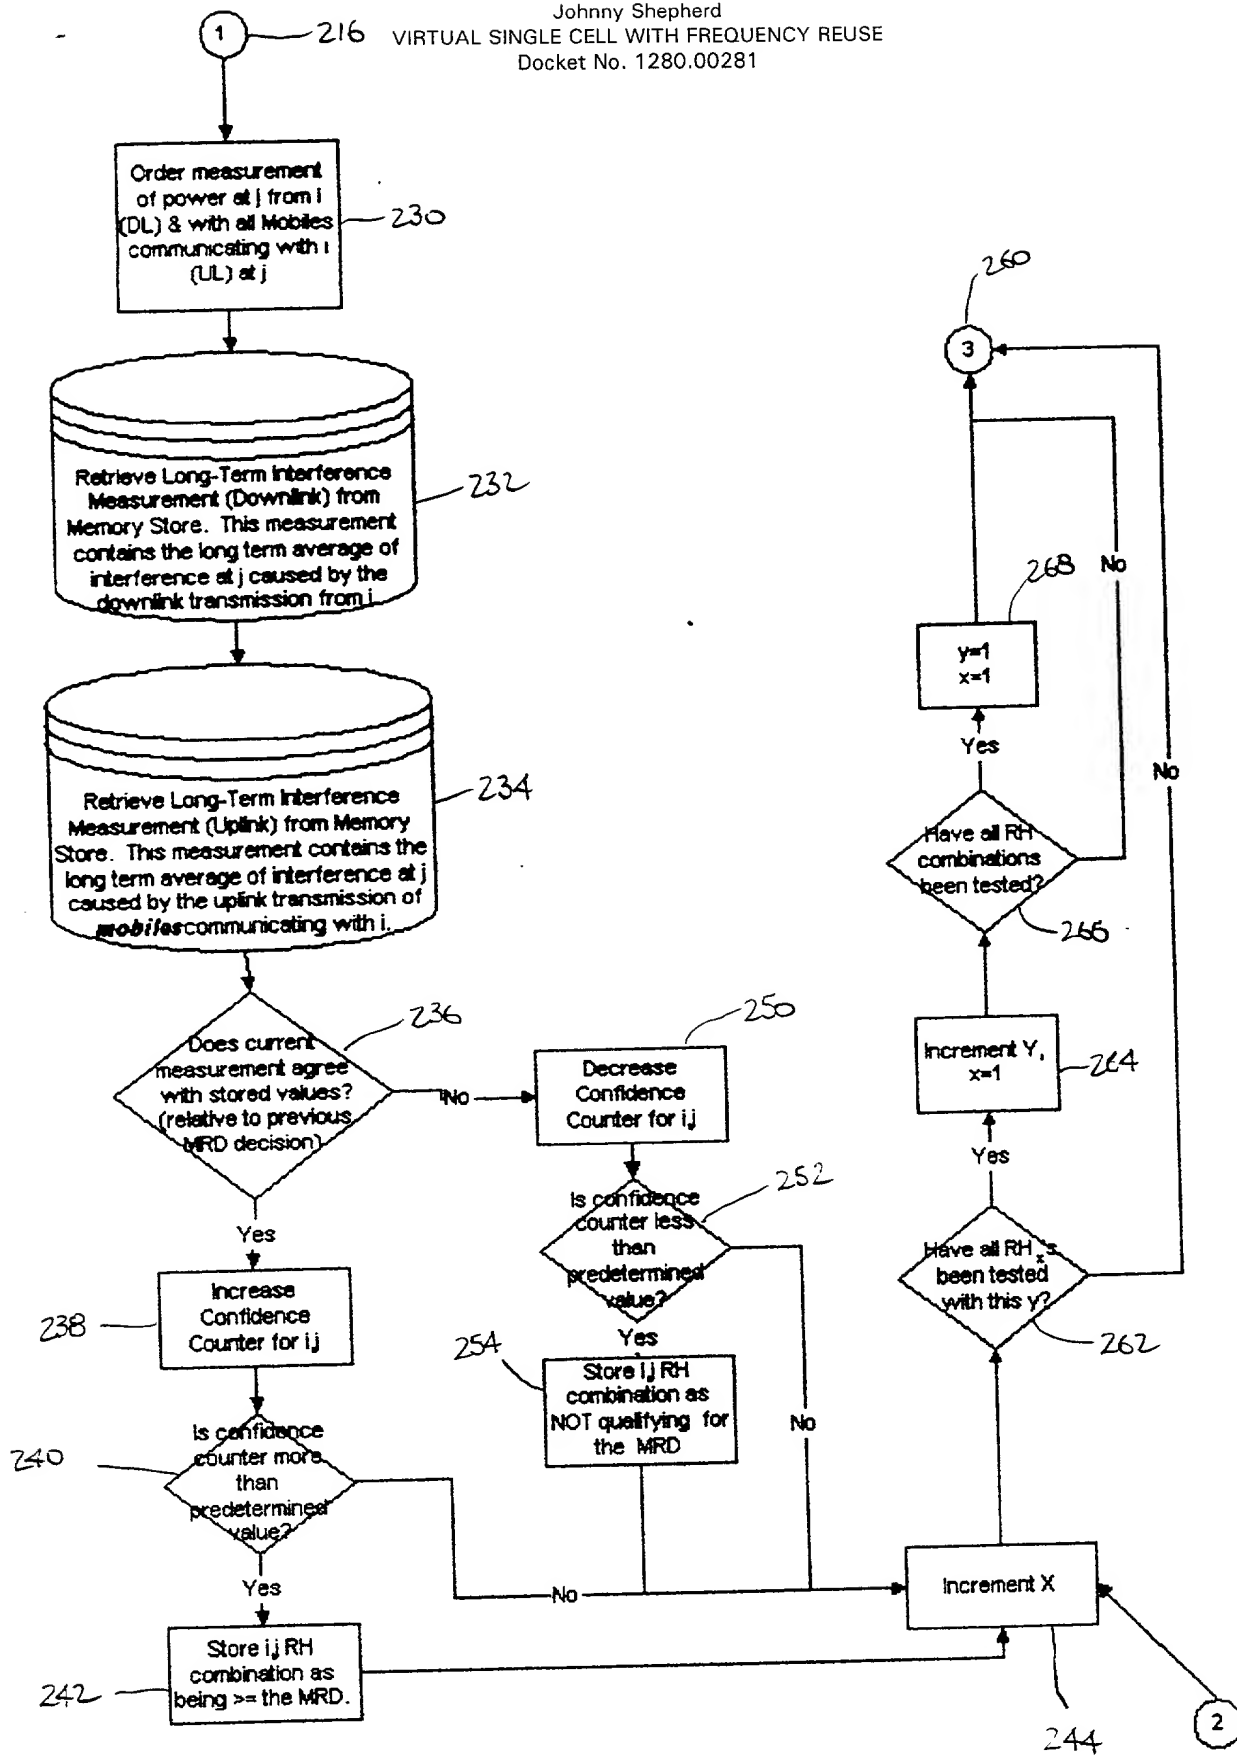 Johnny Shepherd
VIRTUAL SINGLE CELL WITH FREQUENCY REUSE
Docket No. 1280.00281
1
216
Order measurement
of power at j from i
(DL) & with all Mobiles
communicating with i
(UL) at j
230
Retrieve Long-Term Interference
Measurement (Downlink) from
Memory Store. This measurement
contains the long term average of
interference at j caused by the
downlink transmission from i.
232
Retrieve Long-Term Interference
Measurement (Uplink) from Memory
Store. This measurement contains the
long term average of interference at j
caused by the uplink transmission of
mobiles communicating with i.
234
Does current
measurement agree
with stored values?
(relative to previous
MRD decision)
236
No
Yes
Increase
Confidence
Counter for i,j
238
Is confidence
counter more
than
predetermined
value?
240
No
Yes
Store i,j RH
combination as
being >= the MRD.
242
Decrease
Confidence
Counter for i,j
250
Is confidence
counter less
than
predetermined
value?
252
No
Yes
Store i,j RH
combination as
NOT qualifying for
the MRD
254
Increment X
244
2
Have all RHx's
been tested
with this y?
262
No
Yes
Increment Y,
x=1
264
Have all RH
combinations
been tested?
266
No
Yes
y=1
x=1
268
3
260